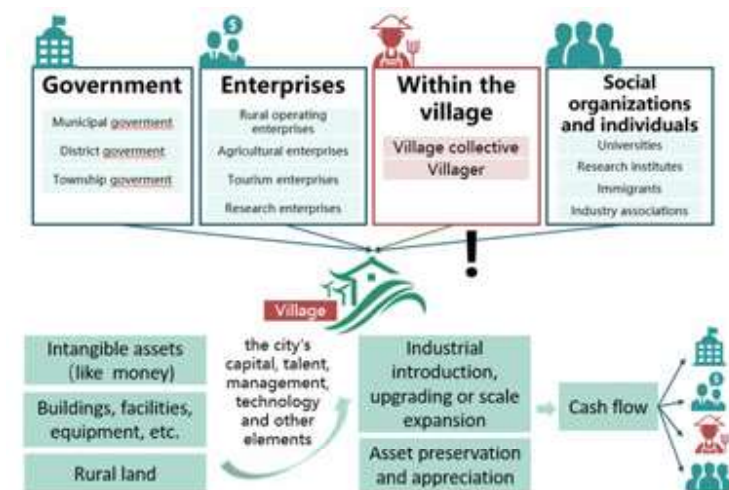 Government
Municipal goverment
District goverment
Township goverment
Enterprises
Rural operating
enterprises
Agricultural enterprises
Tourism enterprises
Research enterprises
Within the
village
Village collective
Villager
Social
organizations
and individuals
Universities
Research institutes
Immigrants
Industry associations
!
Village
Intangible assets
(like money)
Buildings, facilities,
equipment, etc.
Rural land
the city's
capital, talent,
management,
technology
and other
elements
Industrial
introduction,
upgrading or scale
expansion
Asset preservation
and appreciation
Cash flow